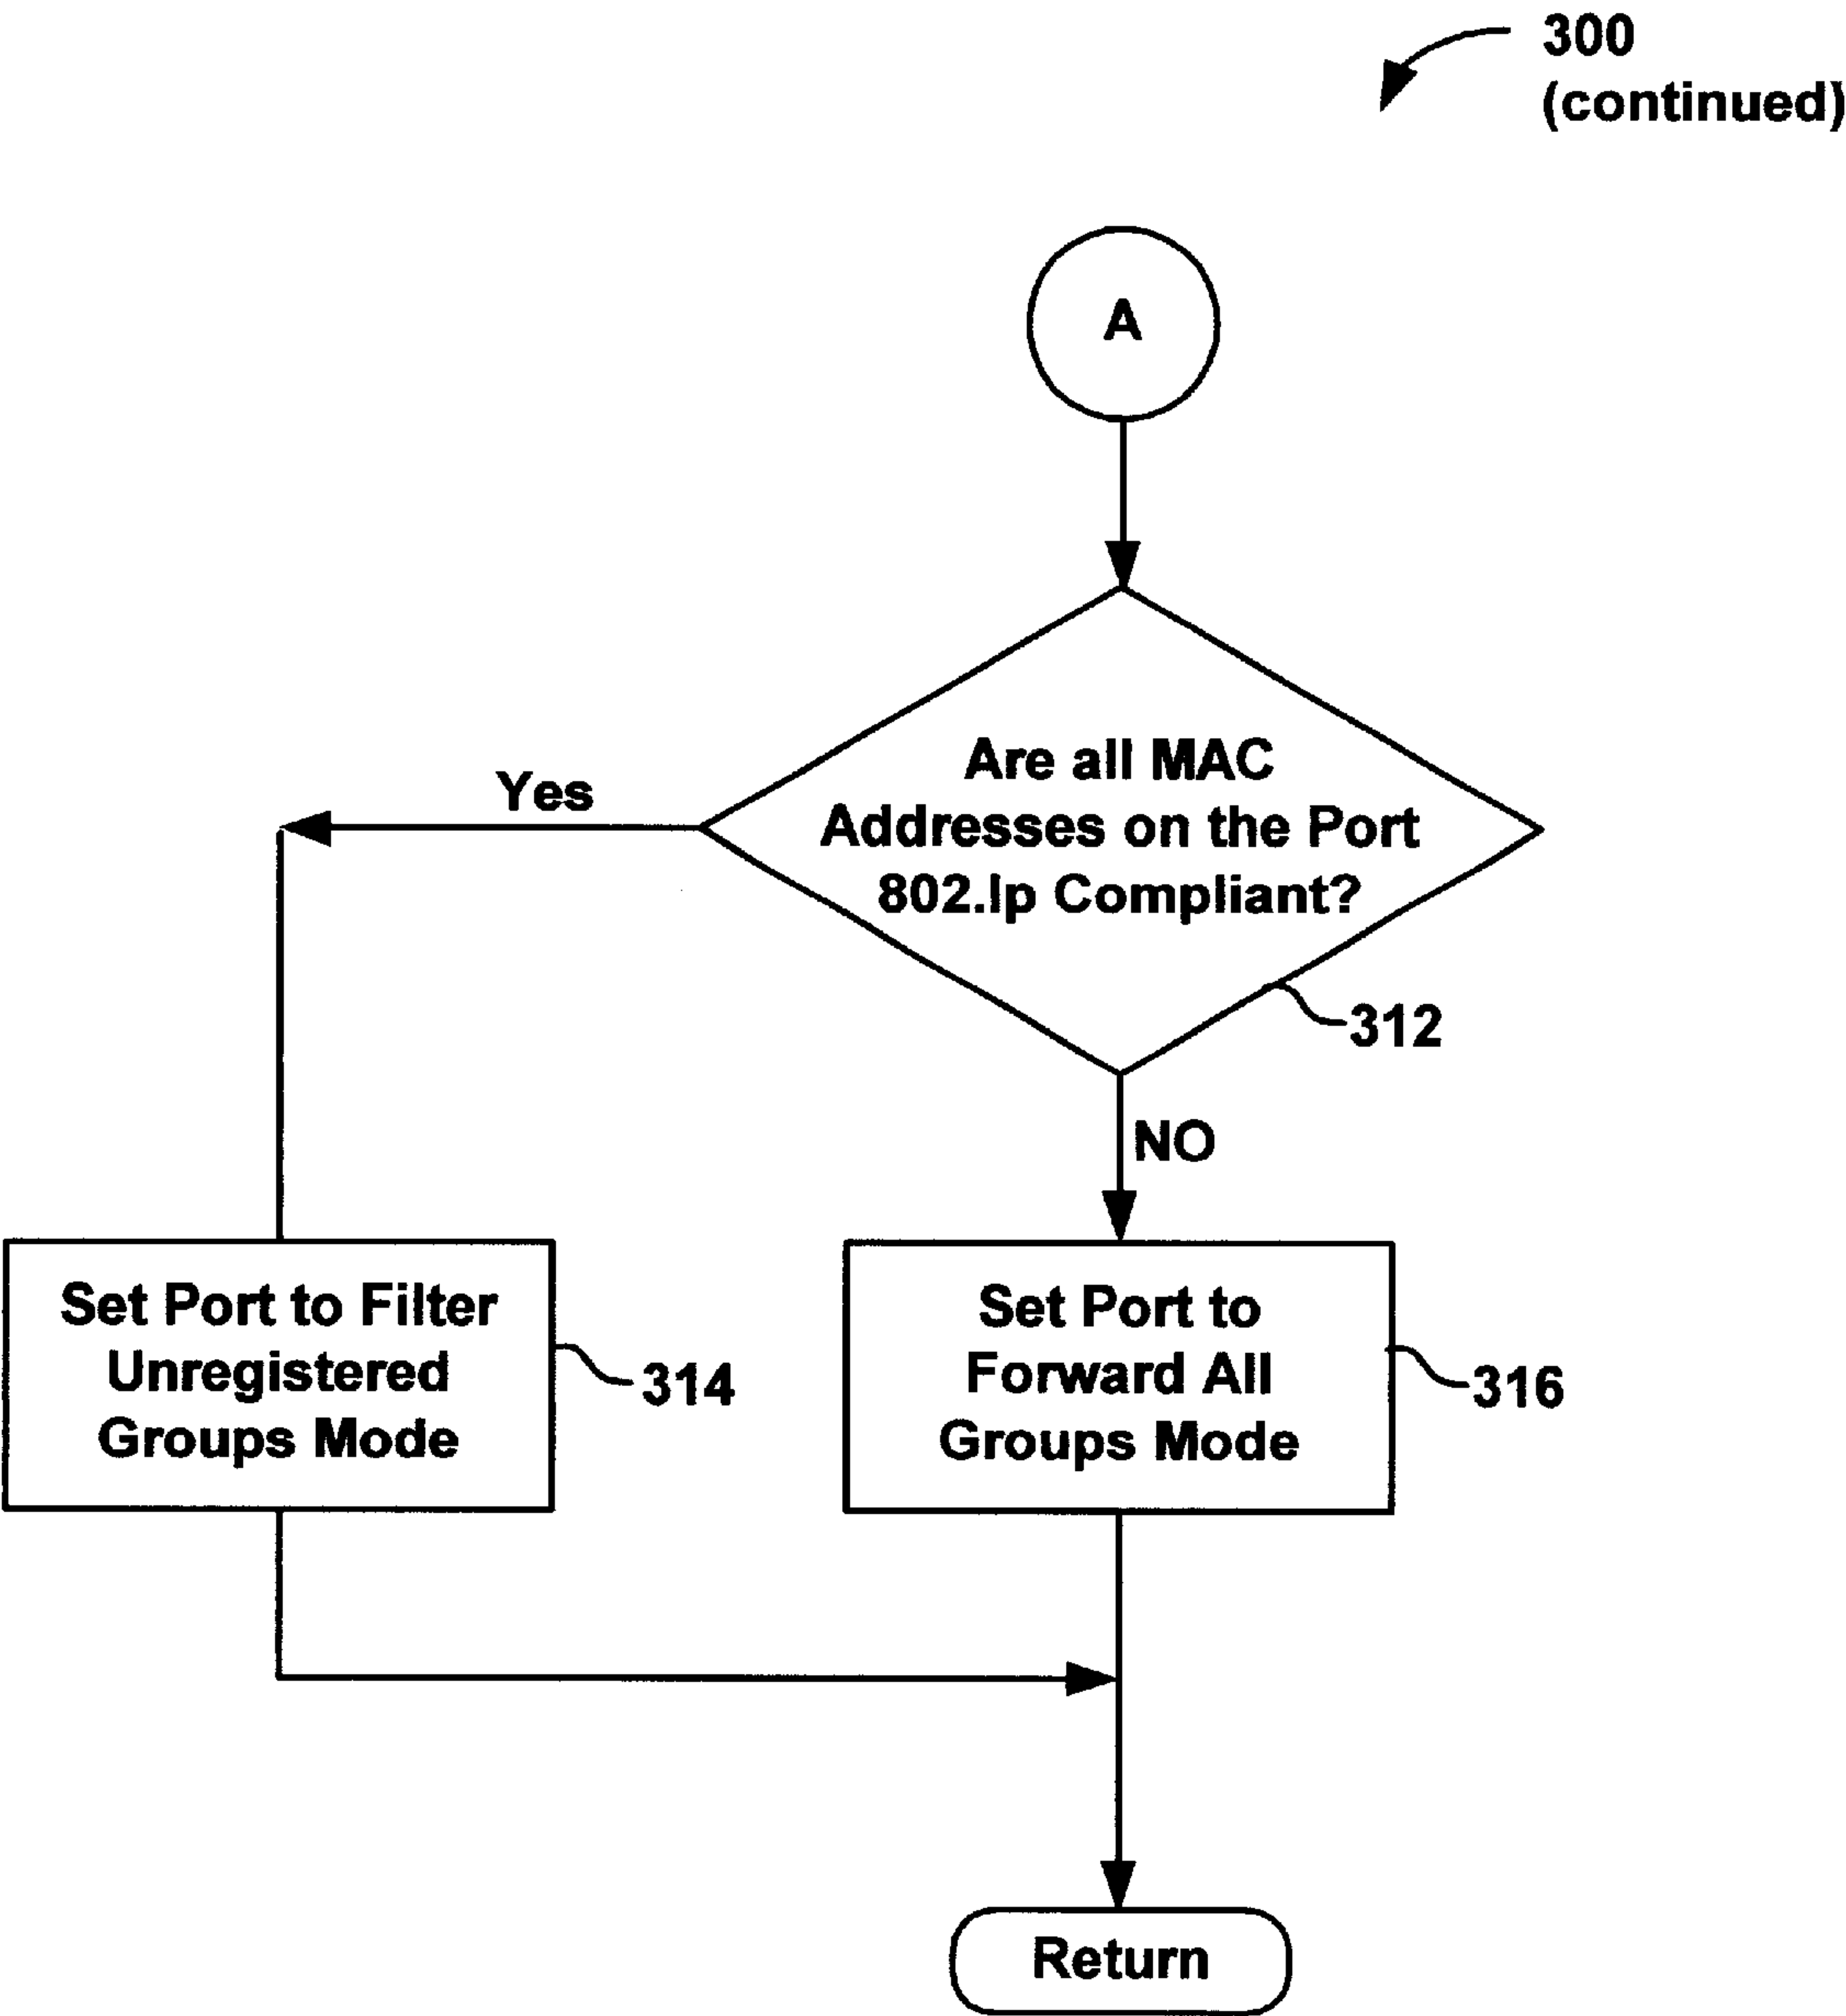 300
(continued)
A
Are all MAC
Addresses on the Port
802.Ip Compliant?
Yes
312
NO
Set Port to Filter
Unregistered
Groups Mode
314
Set Port to
Forward All
Groups Mode
316
Return